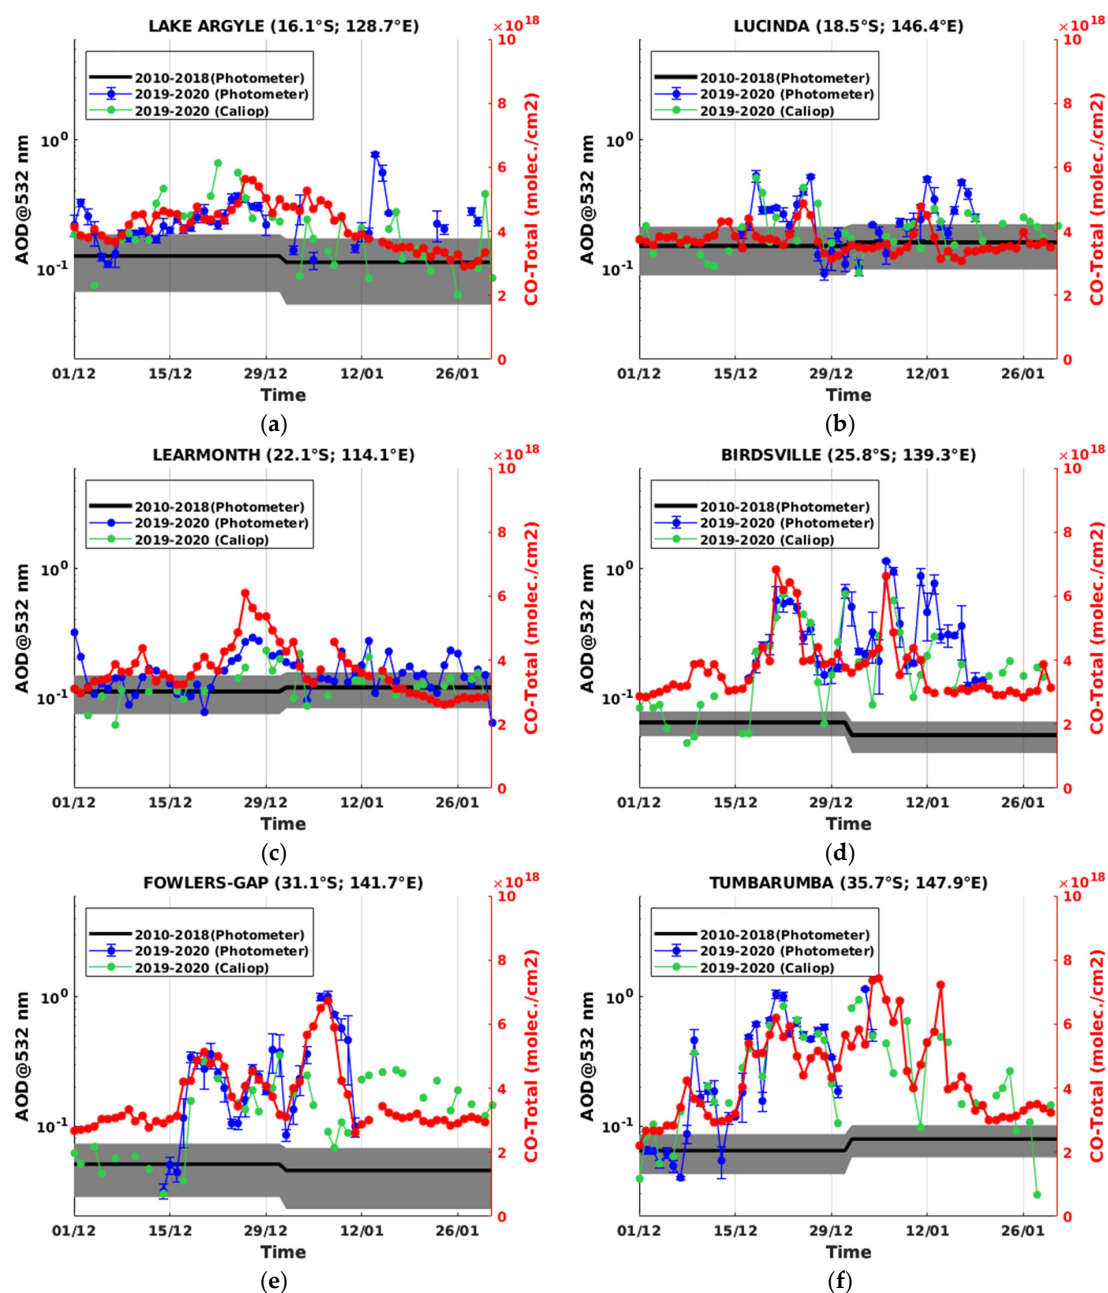 LAKE ARGYLE (16.1°S; 128.7°E)
×10^18
2010-2018(Photometer)
2019-2020 (Photometer)
2019-2020 (Caliop)
AOD@532 nm
10^0
10^-1
CO-Total (molec./cm2)
10
8
6
4
2
0
01/12 15/12 29/12 12/01 26/01
Time
(a)
LUCINDA (18.5°S; 146.4°E)
×10^18
2010-2018(Photometer)
2019-2020 (Photometer)
2019-2020 (Caliop)
AOD@532 nm
10^0
10^-1
CO-Total (molec./cm2)
10
8
6
4
2
0
01/12 15/12 29/12 12/01 26/01
Time
(b)
LEARMONTH (22.1°S; 114.1°E)
×10^18
2010-2018(Photometer)
2019-2020 (Photometer)
2019-2020 (Caliop)
AOD@532 nm
10^0
10^-1
CO-Total (molec./cm2)
10
8
6
4
2
0
01/12 15/12 29/12 12/01 26/01
Time
(c)
BIRDSVILLE (25.8°S; 139.3°E)
×10^18
2010-2018(Photometer)
2019-2020 (Photometer)
2019-2020 (Caliop)
AOD@532 nm
10^0
10^-1
CO-Total (molec./cm2)
10
8
6
4
2
0
01/12 15/12 29/12 12/01 26/01
Time
(d)
FOWLERS-GAP (31.1°S; 141.7°E)
×10^18
2010-2018(Photometer)
2019-2020 (Photometer)
2019-2020 (Caliop)
AOD@532 nm
10^0
10^-1
CO-Total (molec./cm2)
10
8
6
4
2
0
01/12 15/12 29/12 12/01 26/01
Time
(e)
TUMBARUMBA (35.7°S; 147.9°E)
×10^18
2010-2018(Photometer)
2019-2020 (Photometer)
2019-2020 (Caliop)
AOD@532 nm
10^0
10^-1
CO-Total (molec./cm2)
10
8
6
4
2
0
01/12 15/12 29/12 12/01 26/01
Time
(f)